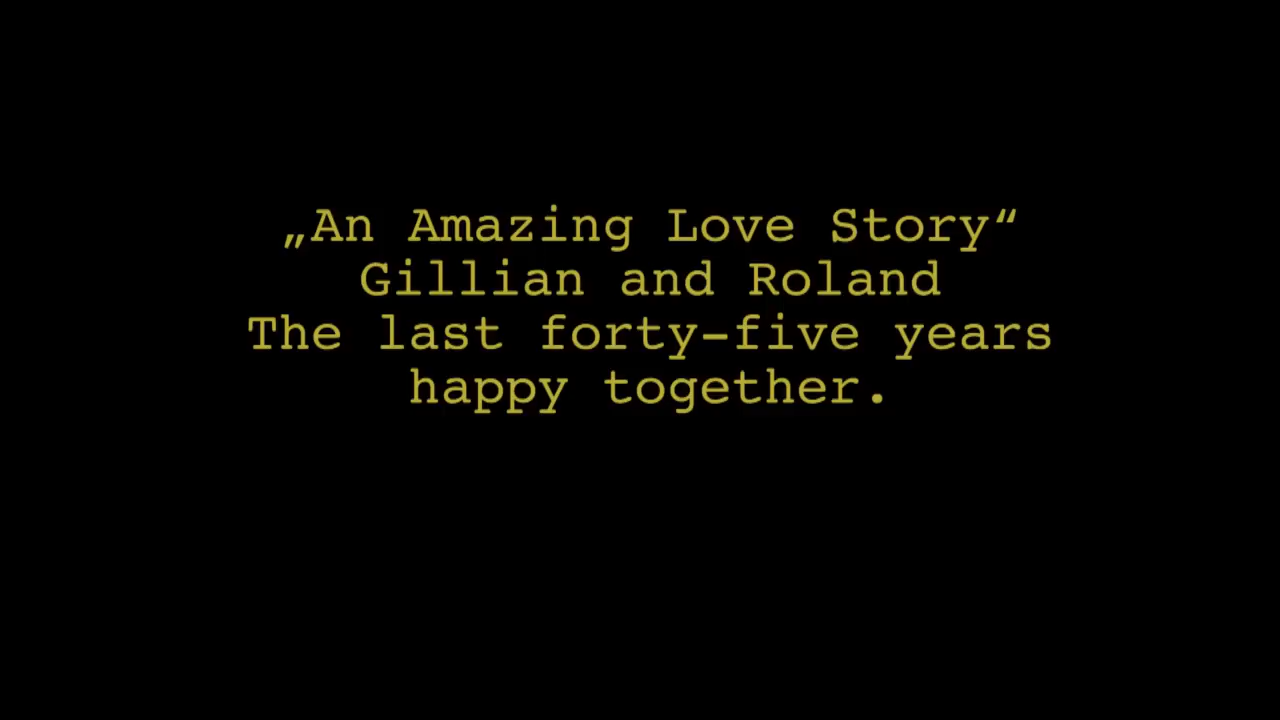 „An Amazing Love Story“
Gillian and Roland
The last forty-five years
happy together.